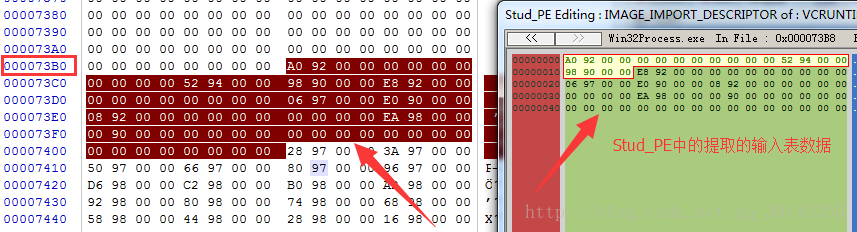 00007380 00 00 00 00 00 00 00 00 00 00 00 00 00 00 00 00
00007390 00 00 00 00 00 00 00 00 00 00 00 00 00 00 00 00
000073A0 00 00 00 00 00 00 00 00 00 00 00 00 00 00 00 00
000073B0 00 00 00 00 00 00 00 00 A0 92 00 00 00 00 00 00
000073C0 00 00 00 00 52 94 00 00 98 90 00 00 E8 92 00 00
000073D0 00 00 00 00 00 00 00 00 06 97 00 00 E0 90 00 00
000073E0 08 92 00 00 00 00 00 00 00 00 00 00 EA 98 00 00
000073F0 00 90 00 00 00 00 00 00 00 00 00 00 00 00 00 00
00007400 00 00 00 00 00 00 00 00 28 97 00 00 3A 97 00 00
00007410 50 97 00 00 66 97 00 00 80 97 00 00 96 97 00 00
00007420 D6 98 00 00 C2 98 00 00 B0 98 00 00 98 00 00
00007430 92 98 00 00 80 98 00 00 74 98 00 00 68 98 00 00
00007440 58 98 00 00 44 98 00 00 28 98 00 00 16 98 00 00
Stud_PE Editing : IMAGE_IMPORT_DESCRIPTOR of : VCRUNTI
<< >> Win32Process.exe In File : 0x000073B8
00000000 A0 92 00 00 00 00 00 00 00 00 00 00 52 94 00 00
00000010 98 90 00 00 E8 92 00 00 00 00 00 00 00 00 00 00
00000020 06 97 00 00 E0 90 00 00 08 92 00 00 00 00 00 00
00000030 00 00 00 00 EA 98 00 00 00 90 00 00 00 00 00 00
00000040 00 00 00 00 00 00 00 00 00 00 00 00 00 00 00 00
Stud_PE中的提取的输入表数据